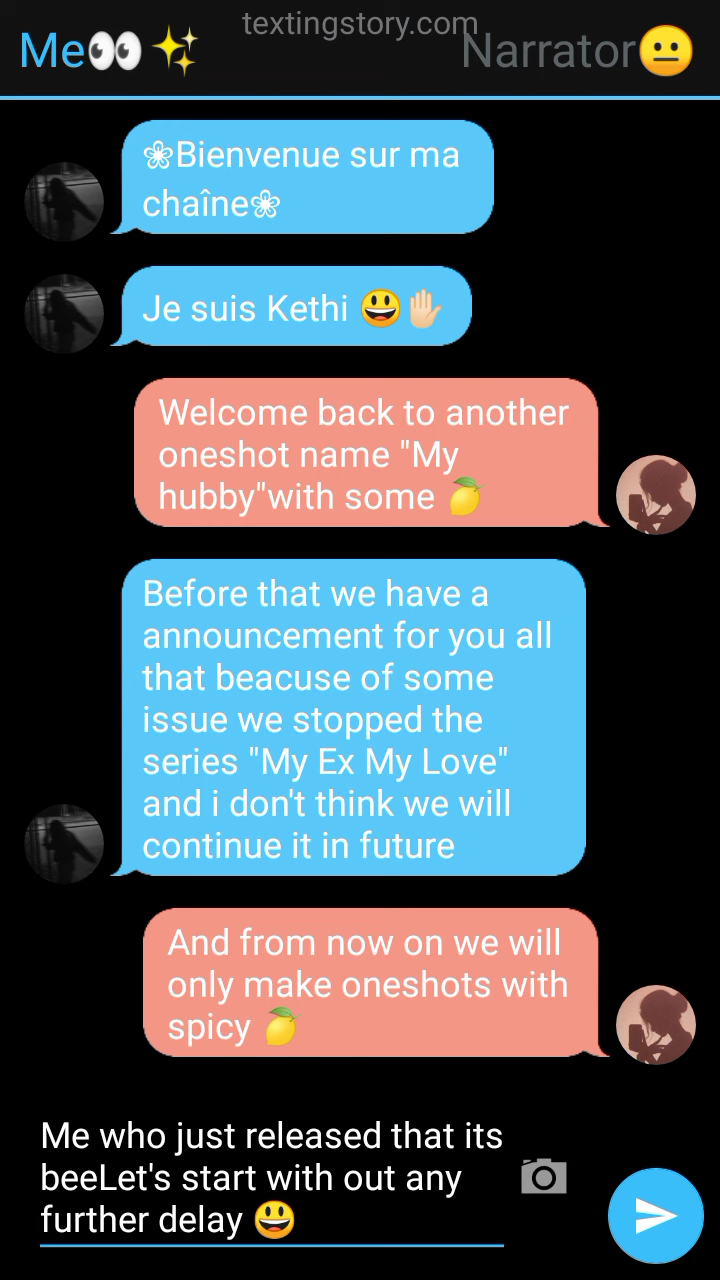 textingstory.com
Me👀✨ Narrator😐
❀Bienvenue sur ma
chaîne❀
Je suis Kethi 😃✋🏻
Welcome back to another
oneshot name "My
hubby"with some 🍋
Before that we have a
announcement for you all
that beacuse of some
issue we stopped the
series "My Ex My Love"
and i don't think we will
continue it in future
And from now on we will
only make oneshots with
spicy 🍋
Me who just released that its
beeLet's start with out any
further delay 😃